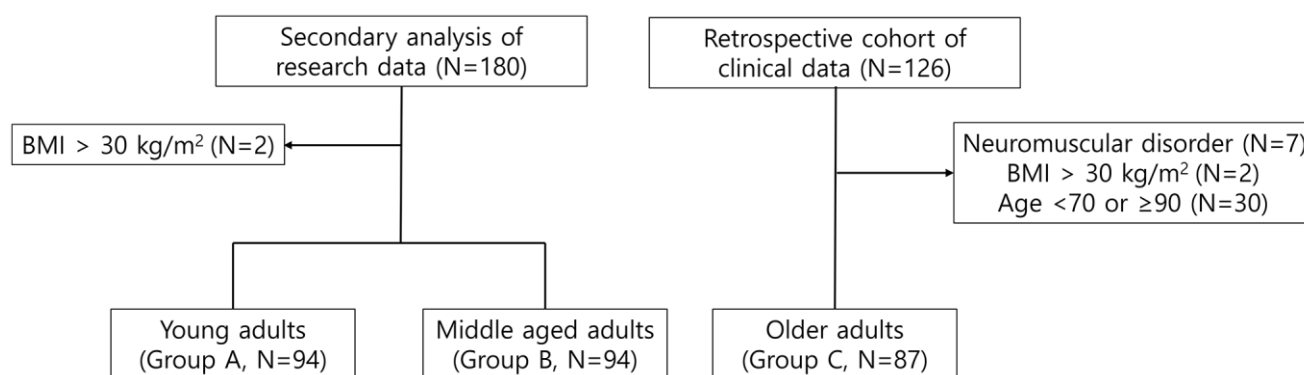 Secondary analysis of
research data (N=180)
Retrospective cohort of
clinical data (N=126)
BMI > 30 kg/m² (N=2)
Neuromuscular disorder (N=7)
BMI > 30 kg/m² (N=2)
Age <70 or ≥90 (N=30)
Young adults
(Group A, N=94)
Middle aged adults
(Group B, N=94)
Older adults
(Group C, N=87)